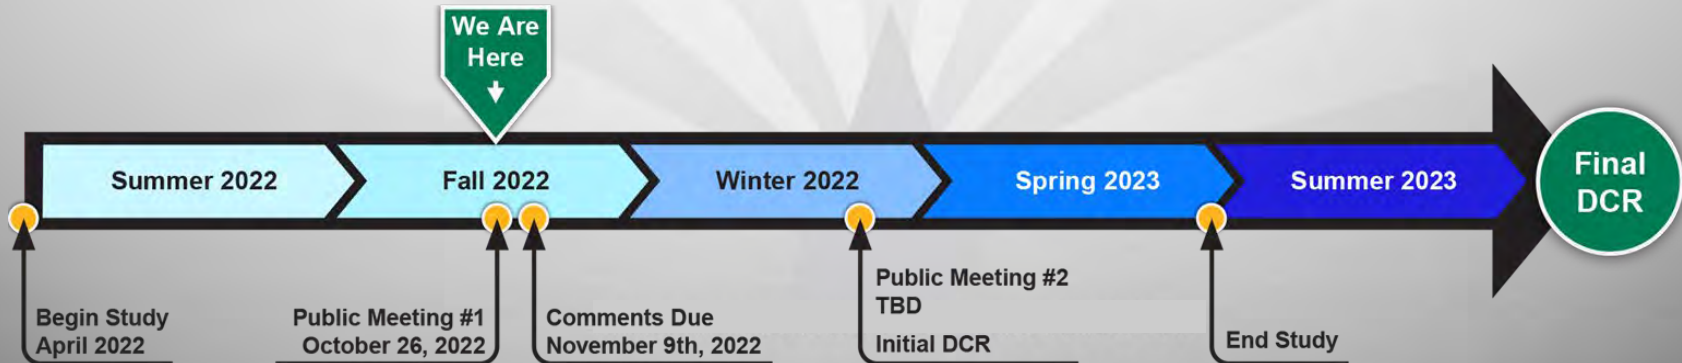 We Are
Here
Summer 2022
Fall 2022
Winter 2022
Spring 2023
Summer 2023
Final
DCR
Begin Study
April 2022
Public Meeting #1
October 26, 2022
Comments Due
November 9th, 2022
Public Meeting #2
TBD
Initial DCR
End Study